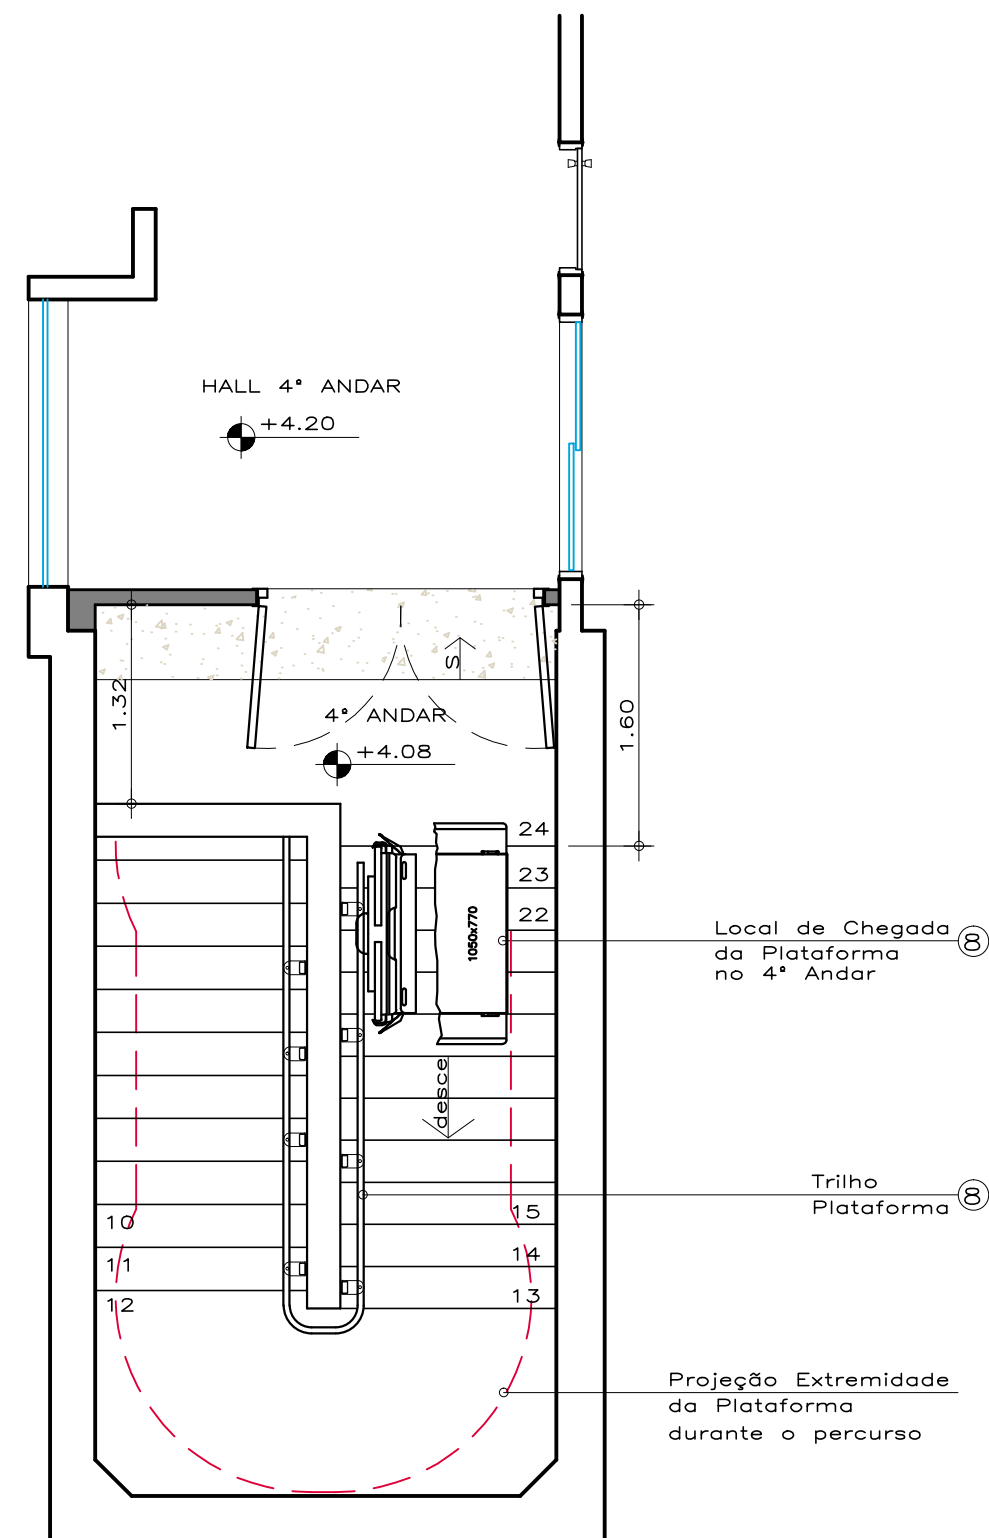 HALL 4º ANDAR
+4.20
S
1.32
4º ANDAR
+4.08
1.60
24
23
22
1050x770
Local de Chegada
da Plataforma
no 4º Andar
8
desce
Trilho
Plataforma
8
10
11
12
15
14
13
Projeção Extremidade
da Plataforma
durante o percurso